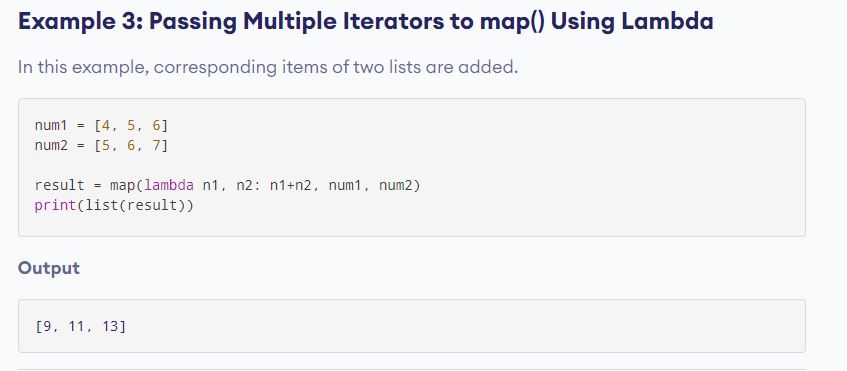 Example 3: Passing Multiple Iterators to map() Using Lambda
In this example, corresponding items of two lists are added.
num1 = [4, 5, 6]
num2 = [5, 6, 7]
result = map(lambda n1, n2: n1+n2, num1, num2)
print(list(result))
Output
[9, 11, 13]